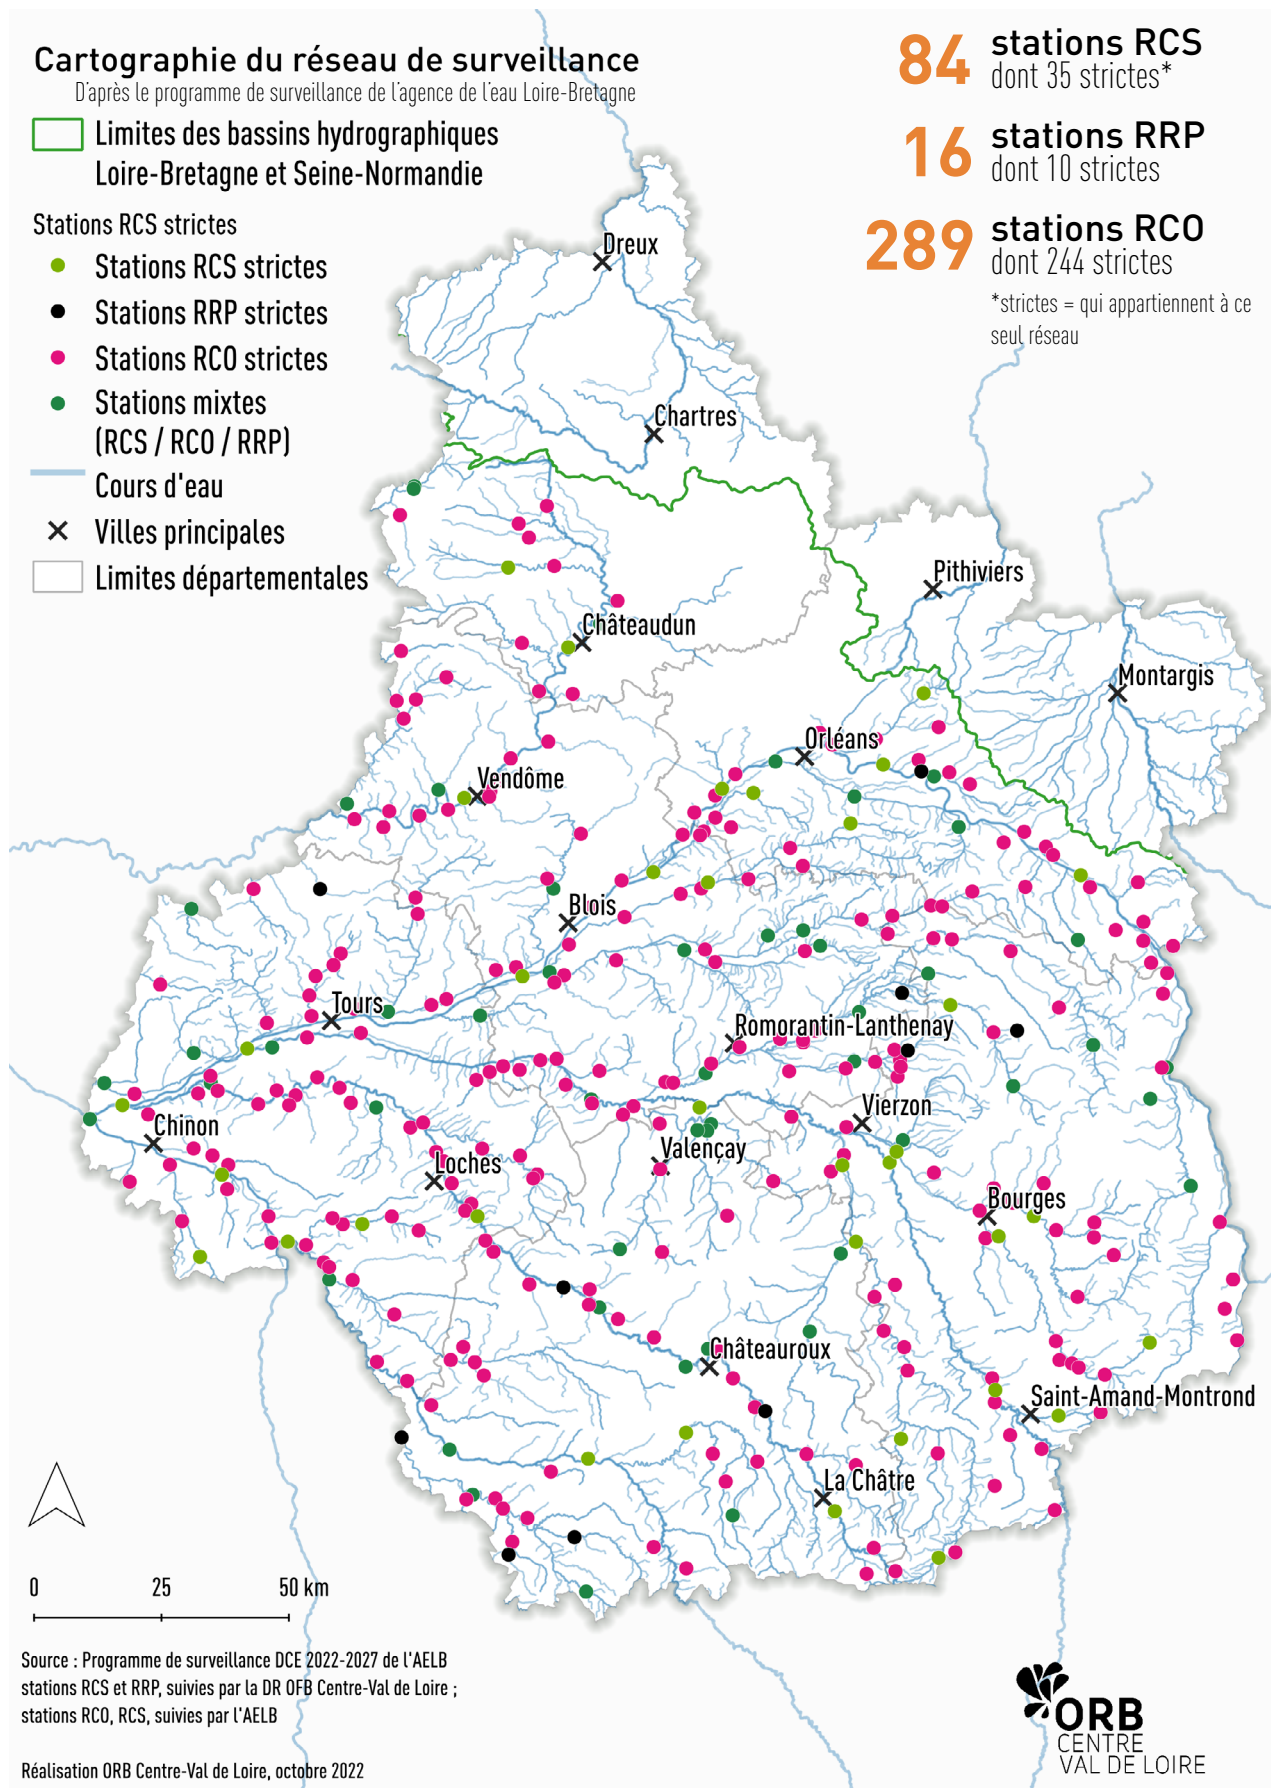 Cartographie du réseau de surveillance
D'après le programme de surveillance de l'agence de l'eau Loire-Bretagne
Limites des bassins hydrographiques
Loire-Bretagne et Seine-Normandie
Stations RCS strictes
Stations RCS strictes
Stations RRP strictes
Stations RCO strictes
Stations mixtes
(RCS / RCO / RRP)
Cours d'eau
Villes principales
Limites départementales
84 stations RCS
dont 35 strictes*
16 stations RRP
dont 10 strictes
289 stations RCO
dont 244 strictes
*strictes = qui appartiennent à ce
seul réseau
Dreux
Chartres
Pithiviers
Châteaudun
Montargis
Orléans
Vendôme
Blois
Tours
Romorantin-Lanthenay
Vierzon
Chinon
Valençay
Loches
Bourges
Châteauroux
Saint-Amand-Montrond
La Châtre
0 25 50 km
Source : Programme de surveillance DCE 2022-2027 de l'AELB
stations RCS et RRP, suivies par la DR OFB Centre-Val de Loire ;
stations RCO, RCS, suivies par l'AELB
Réalisation ORB Centre-Val de Loire, octobre 2022
ORB
CENTRE
VAL DE LOIRE